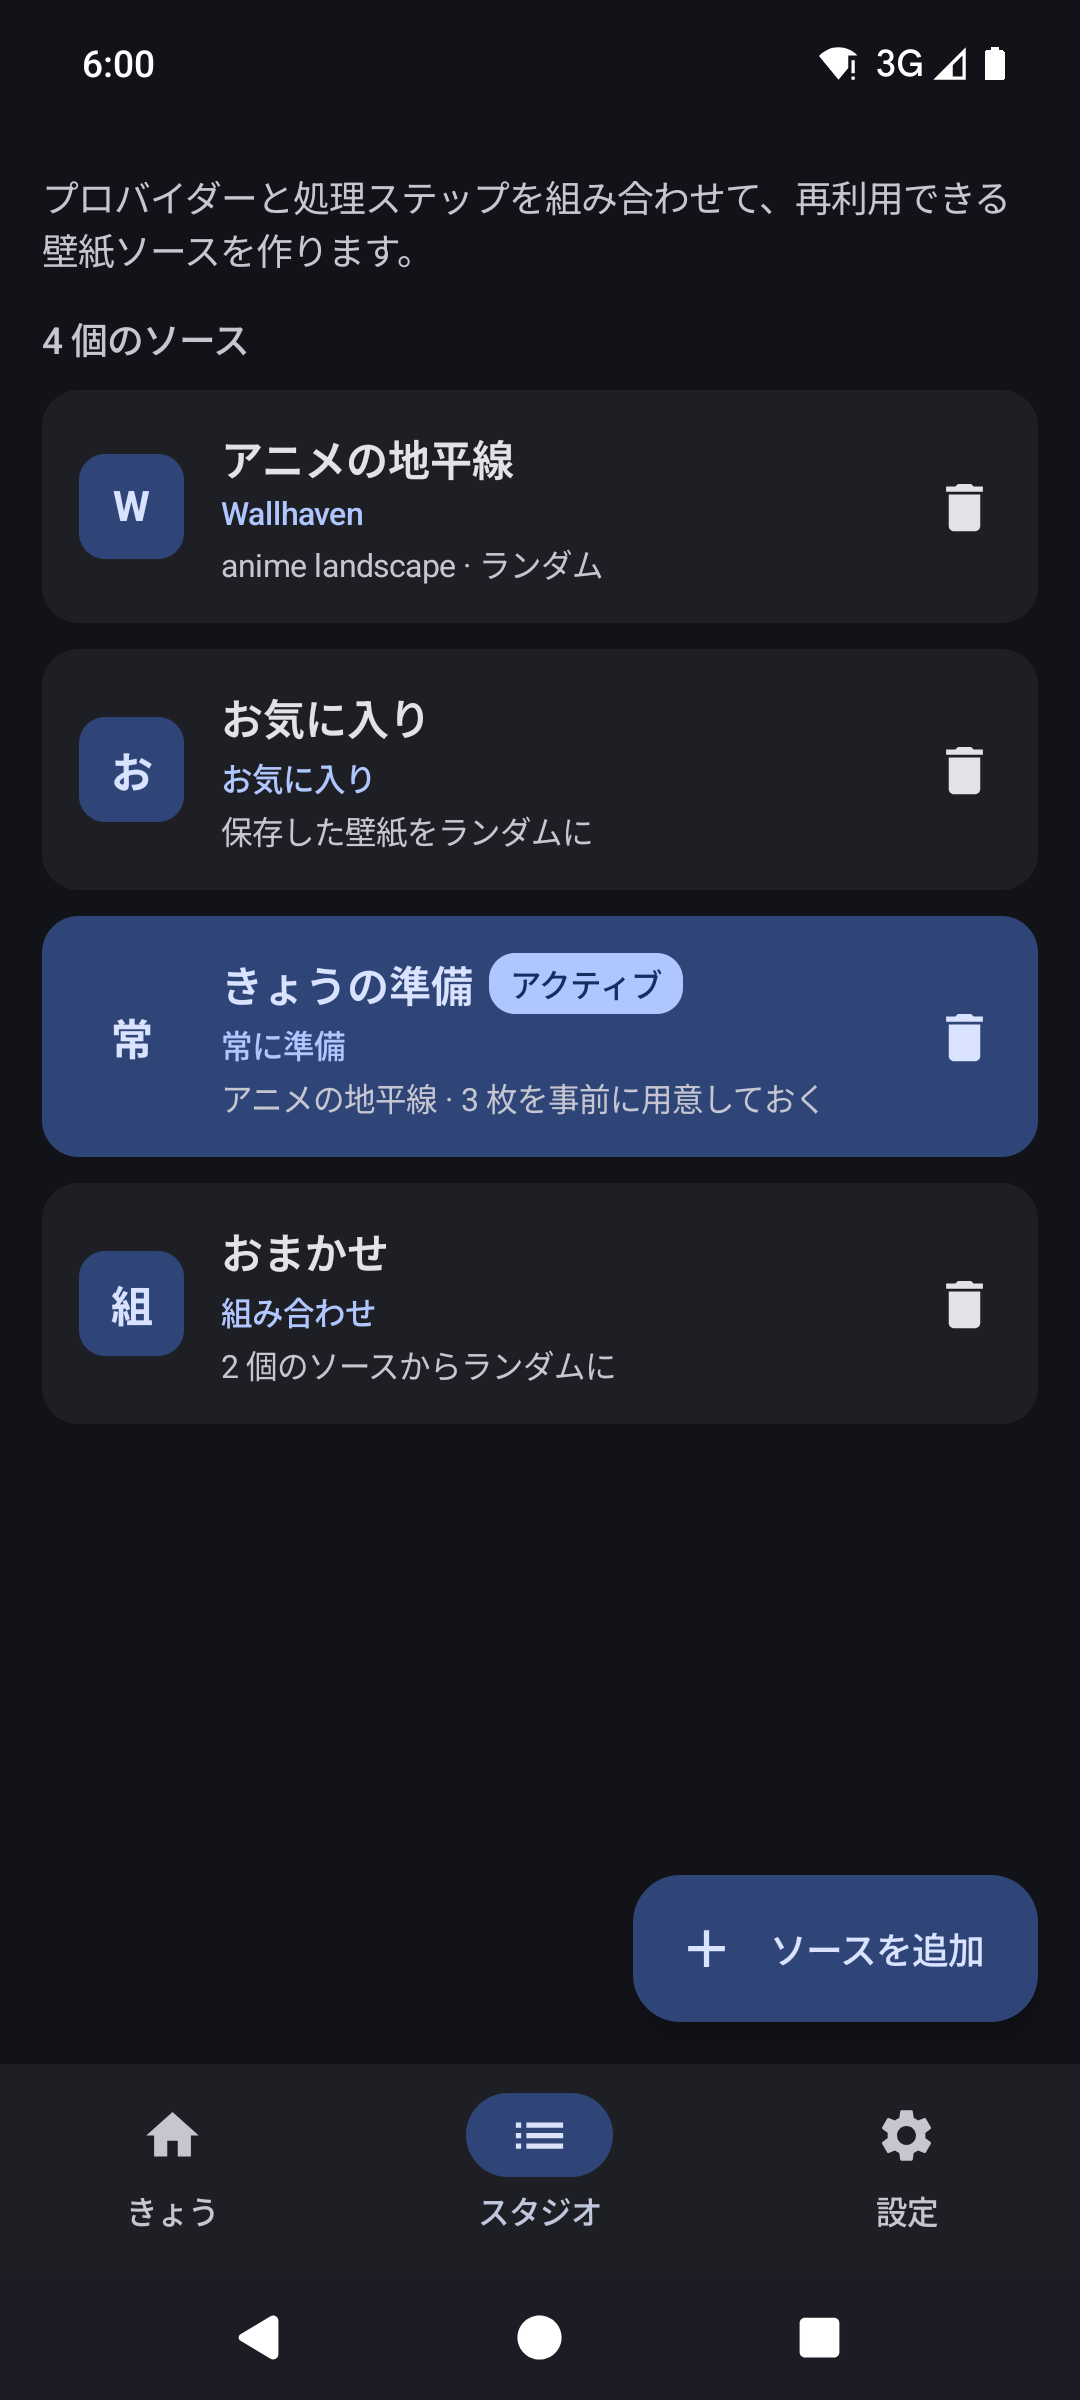 6:00
3G
プロバイダーと処理ステップを組み合わせて、再利用できる
壁紙ソースを作ります。
4 個のソース
W
アニメの地平線
Wallhaven
anime landscape · ランダム
お
お気に入り
お気に入り
保存した壁紙をランダムに
常
きょうの準備
アクティブ
常に準備
アニメの地平線 · 3 枚を事前に用意しておく
組
おまかせ
組み合わせ
2 個のソースからランダムに
ソースを追加
きょう
スタジオ
設定